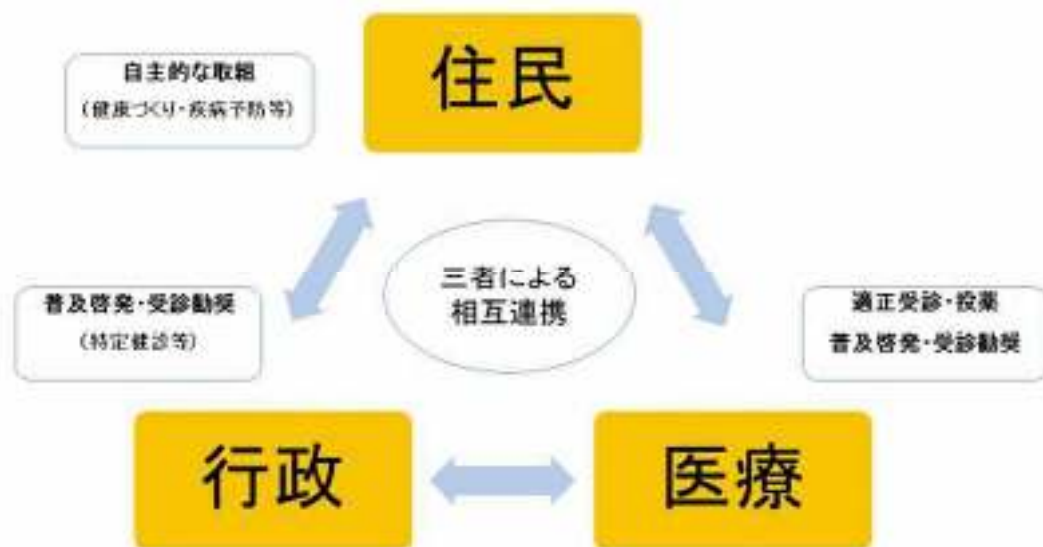 住民
自主的な取組
(健康づくり・疾病予防等)
三者による
相互連携
普及啓発・受診勧奨
(特定健診等)
適正受診・投薬
普及啓発・受診勧奨
行政
医療